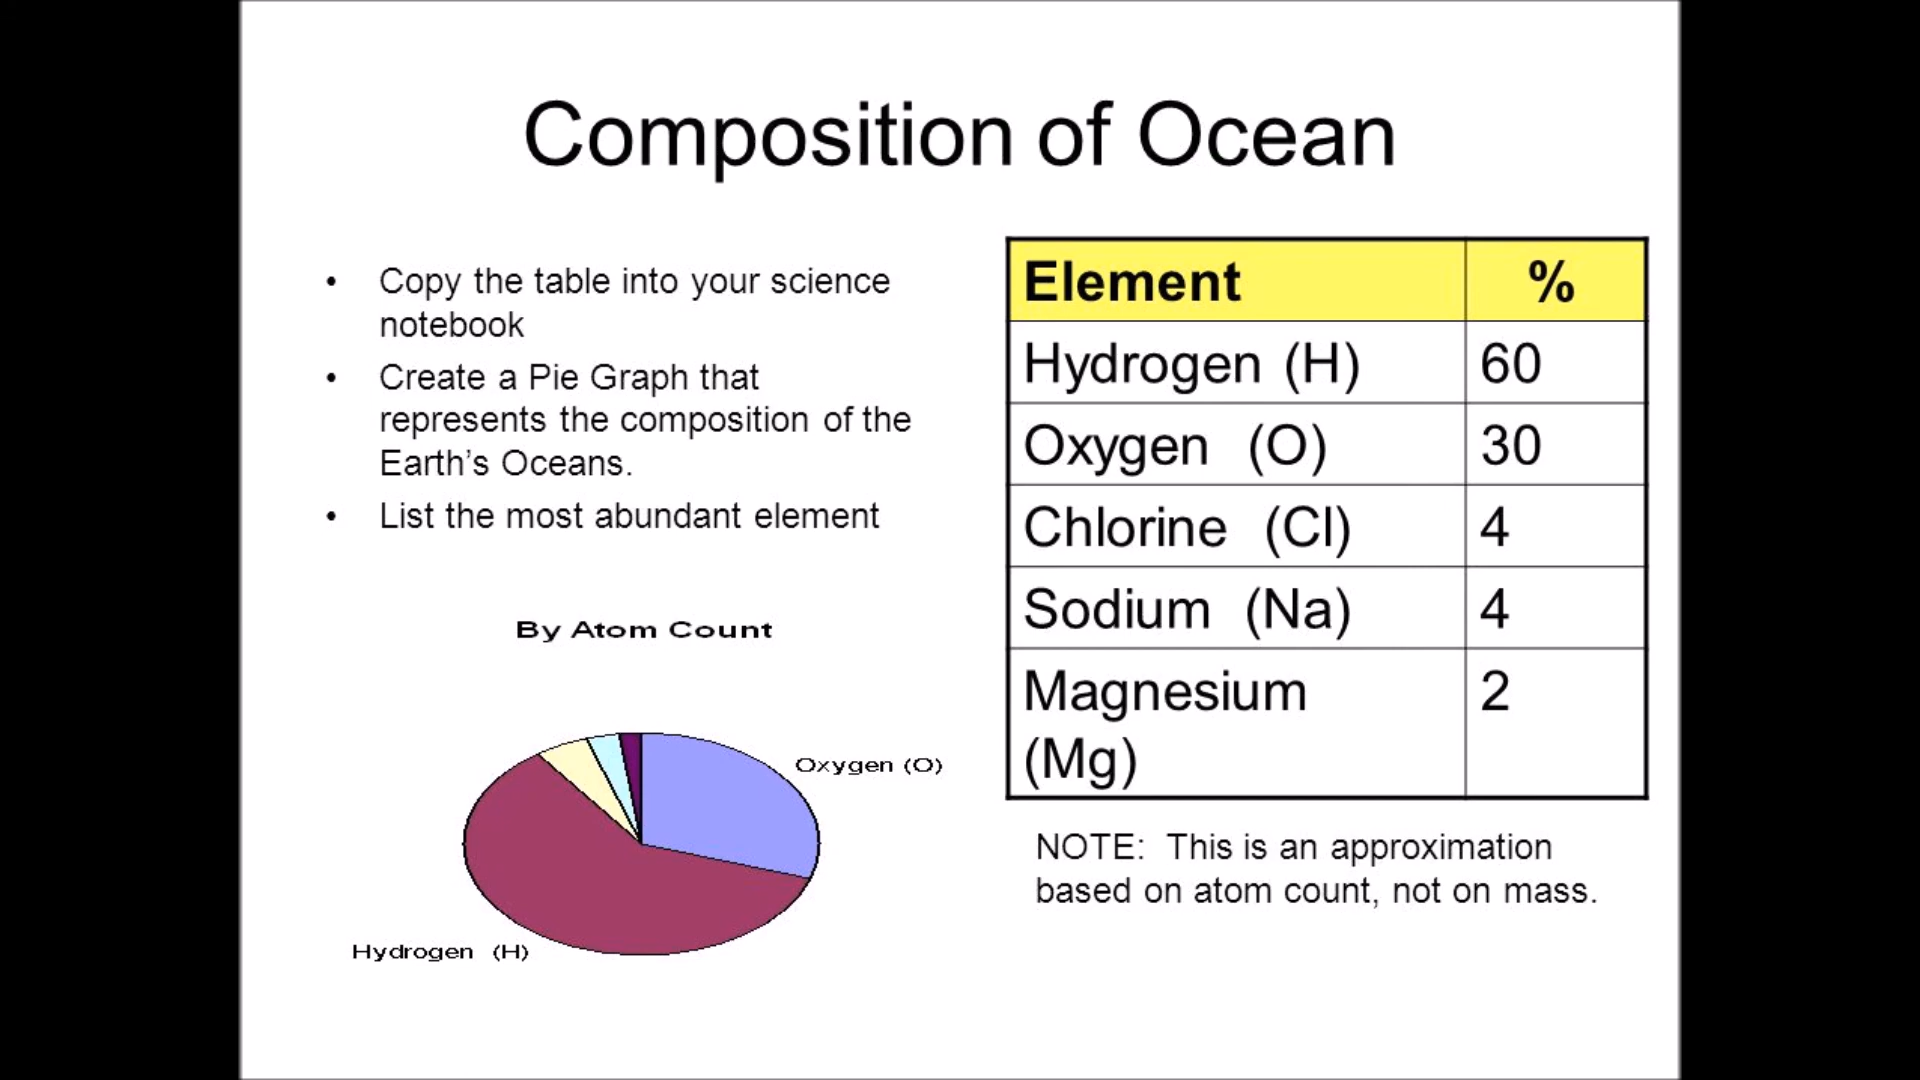 Composition of Ocean
• Copy the table into your science
notebook
• Create a Pie Graph that
represents the composition of the
Earth’s Oceans.
• List the most abundant element
By Atom Count
Oxygen (O)
Hydrogen (H)
Element %
Hydrogen (H) 60
Oxygen (O) 30
Chlorine (Cl) 4
Sodium (Na) 4
Magnesium 2
(Mg)
NOTE: This is an approximation
based on atom count, not on mass.